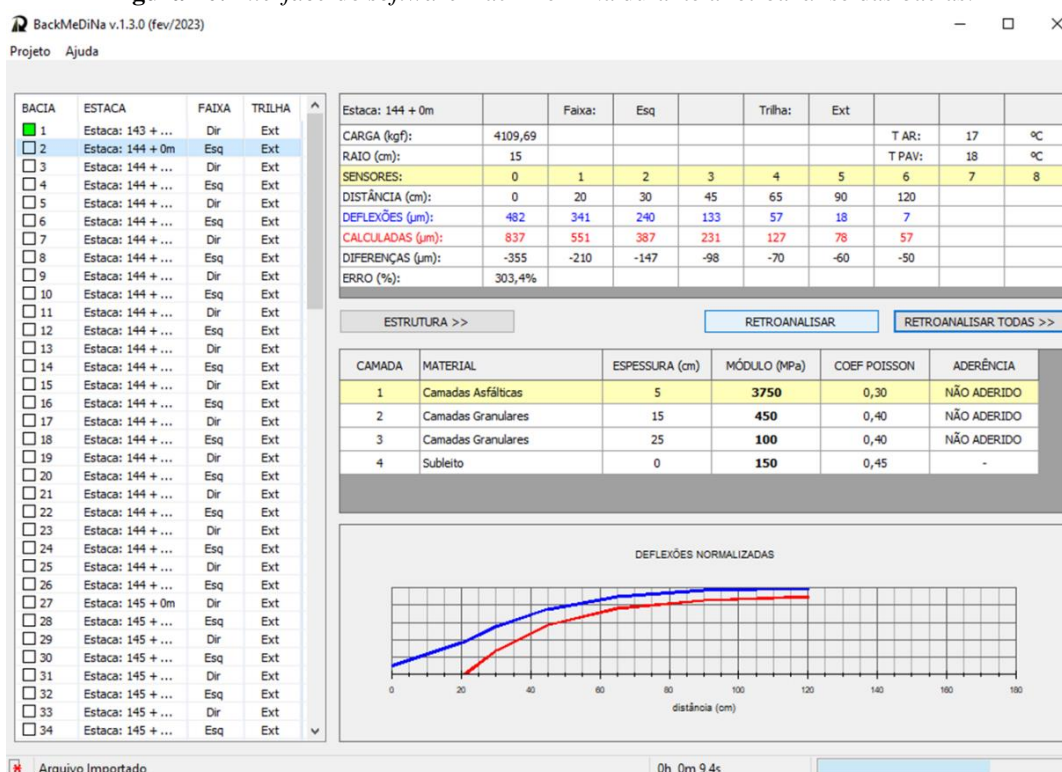 BackMeDiNa v.1.3.0 (fev/2023)
Projeto Ajuda
BACIA ESTACA FAIXA TRILHA
1 Estaca: 143 + ... Dir Ext
2 Estaca: 144 + 0m Esq Ext
3 Estaca: 144 + ... Dir Ext
4 Estaca: 144 + ... Esq Ext
5 Estaca: 144 + ... Dir Ext
6 Estaca: 144 + ... Esq Ext
7 Estaca: 144 + ... Dir Ext
8 Estaca: 144 + ... Esq Ext
9 Estaca: 144 + ... Dir Ext
10 Estaca: 144 + ... Esq Ext
11 Estaca: 144 + ... Dir Ext
12 Estaca: 144 + ... Esq Ext
13 Estaca: 144 + ... Dir Ext
14 Estaca: 144 + ... Esq Ext
15 Estaca: 144 + ... Dir Ext
16 Estaca: 144 + ... Esq Ext
17 Estaca: 144 + ... Dir Ext
18 Estaca: 144 + ... Esq Ext
19 Estaca: 144 + ... Dir Ext
20 Estaca: 144 + ... Esq Ext
21 Estaca: 144 + ... Dir Ext
22 Estaca: 144 + ... Esq Ext
23 Estaca: 144 + ... Dir Ext
24 Estaca: 144 + ... Esq Ext
25 Estaca: 144 + ... Dir Ext
26 Estaca: 144 + ... Esq Ext
27 Estaca: 145 + 0m Dir Ext
28 Estaca: 145 + ... Esq Ext
29 Estaca: 145 + ... Dir Ext
30 Estaca: 145 + ... Esq Ext
31 Estaca: 145 + ... Dir Ext
32 Estaca: 145 + ... Esq Ext
33 Estaca: 145 + ... Dir Ext
34 Estaca: 145 + ... Esq Ext
Estaca: 144 + 0m Faixa: Esq Trilha: Ext
CARGA (kgf): 4109,69 T AR: 17 ºC
RAIO (cm): 15 T PAV: 18 ºC
SENSORES: 0 1 2 3 4 5 6 7 8
DISTÂNCIA (cm): 0 20 30 45 65 90 120
DEFLEXÕES (µm): 482 341 240 133 57 18 7
CALCULADAS (µm): 837 551 387 231 127 78 57
DIFERENÇAS (µm): -355 -210 -147 -98 -70 -60 -50
ERRO (%): 303,4%
ESTRUTURA >> RETROANALISAR RETROANALISAR TODAS >>
CAMADA MATERIAL ESPESSURA (cm) MÓDULO (MPa) COEF POISSON ADERÊNCIA
1 Camadas Asfálticas 5 3750 0,30 NÃO ADERIDO
2 Camadas Granulares 15 450 0,40 NÃO ADERIDO
3 Camadas Granulares 25 100 0,40 NÃO ADERIDO
4 Subleito 0 150 0,45 -
DEFLEXÕES NORMALIZADAS
0 20 40 60 80 100 120 140 160 180
distância (cm)
Arquivo Importado 0h 0m 9,4s